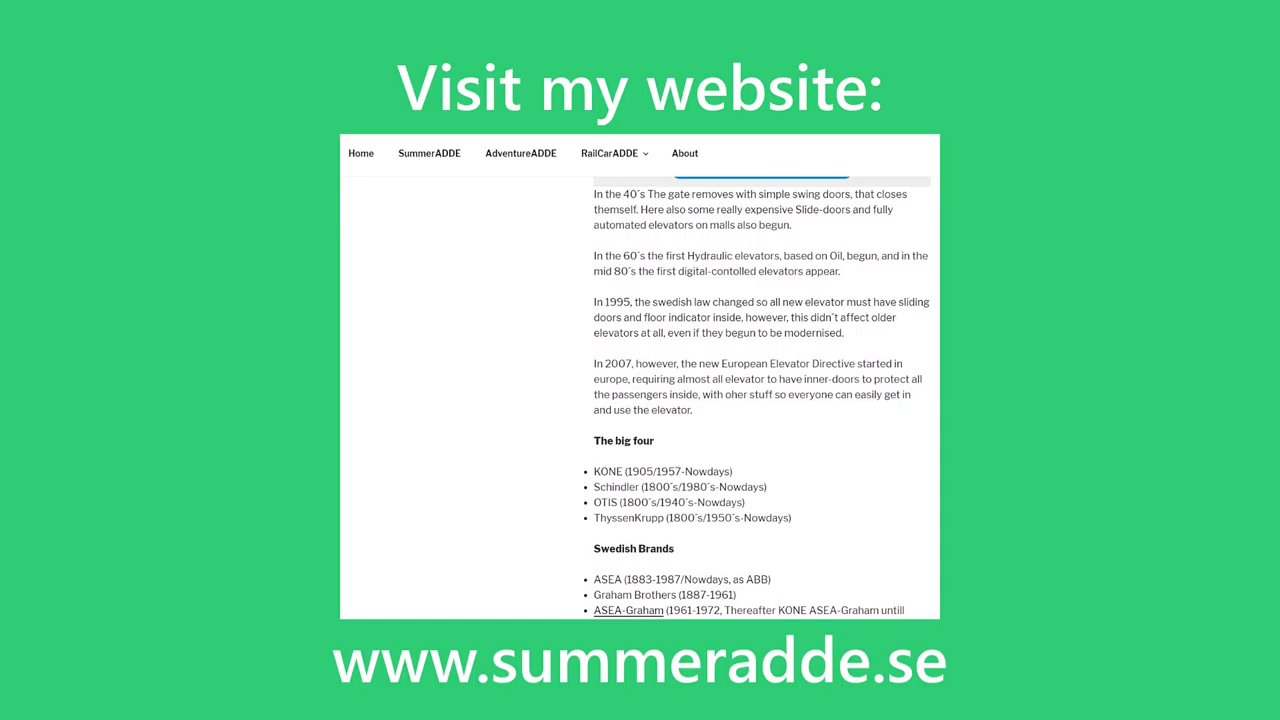 Visit my website:
Home SummerADDE AdventureADDE RailCarADDE About
In the 40´s The gate removes with simple swing doors, that closes
themself. Here also some really expensive Slide-doors and fully
automated elevators on malls also begun.
In the 60´s the first Hydraulic elevators, based on Oil, begun, and in the
mid 80´s the first digital-contolled elevators appear.
In 1995, the swedish law changed so all new elevator must have sliding
doors and floor indicator inside, however, this didn´t affect older
elevators at all, even if they begun to be modernised.
In 2007, however, the new European Elevator Directive started in
europe, requiring almost all elevator to have inner-doors to protect all
the passengers inside, with oher stuff so everyone can easily get in
and use the elevator.
The big four
• KONE (1905/1957-Nowdays)
• Schindler (1800´s/1980´s-Nowdays)
• OTIS (1800´s/1940´s-Nowdays)
• ThyssenKrupp (1800´s/1950´s-Nowdays)
Swedish Brands
• ASEA (1883-1987/Nowdays, as ABB)
• Graham Brothers (1887-1961)
• ASEA-Graham (1961-1972, Thereafter KONE ASEA-Graham untill
www.summeradde.se